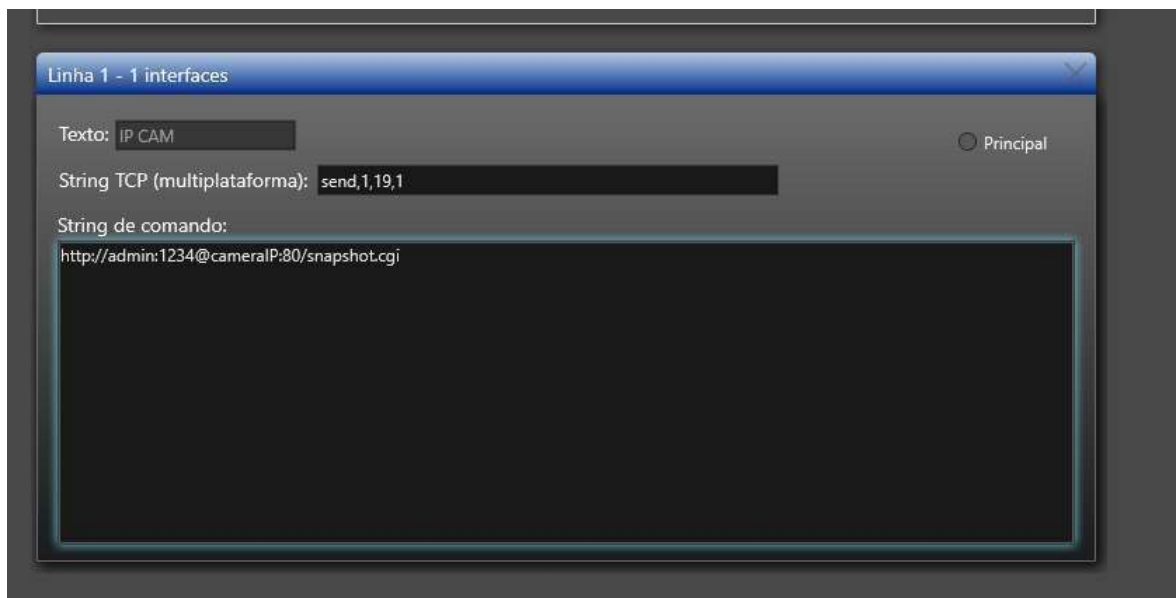 Linha 1 - 1 interfaces
Texto: IP CAM
Principal
String TCP (multiplataforma): send,1,19,1
String de comando:
http://admin:1234@cameraIP:80/snapshot.cgi